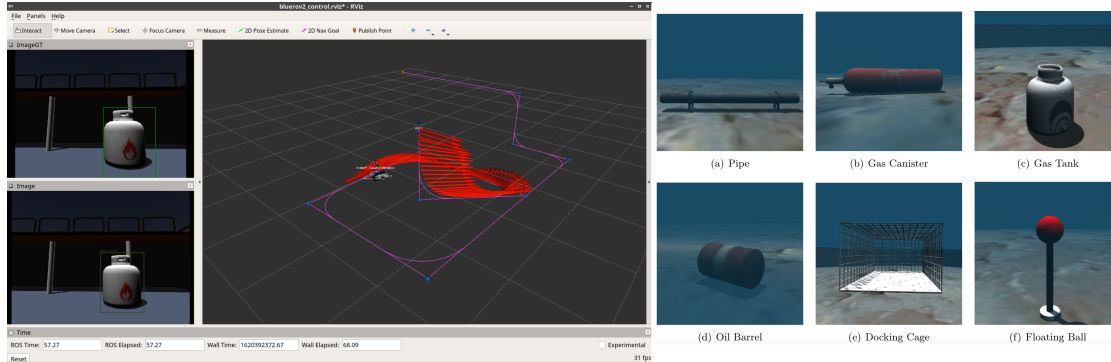 bluerov2_control.rviz* - RViz
File Panels Help
Interact Move Camera Select Focus Camera Measure 2D Pose Estimate 2D Nav Goal Publish Point
ImageGT
Image
Time
ROS Time: 57.27 ROS Elapsed: 57.27 Wall Time: 1620392372.67 Wall Elapsed: 68.09 Experimental
Reset 31 fps
(a) Pipe
(b) Gas Canister
(c) Gas Tank
(d) Oil Barrel
(e) Docking Cage
(f) Floating Ball